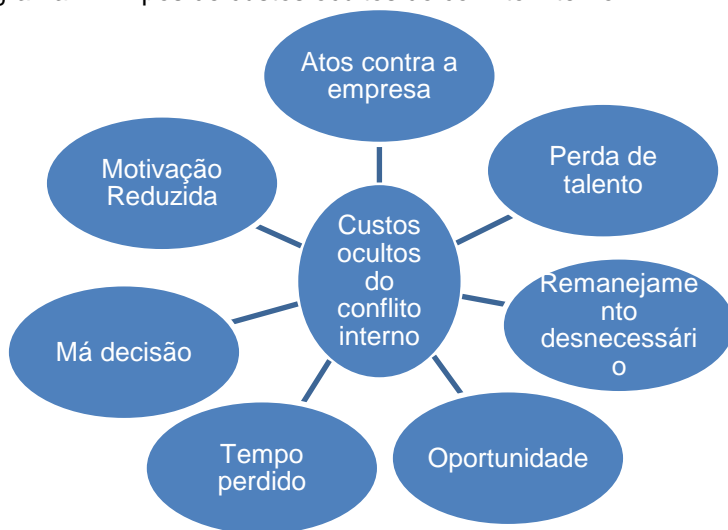 Atos contra a
empresa
Perda de
talento
Remanejame
nto
desnecessári
o
Oportunidade
Tempo
perdido
Má decisão
Motivação
Reduzida
Custos
ocultos
do
conflito
interno